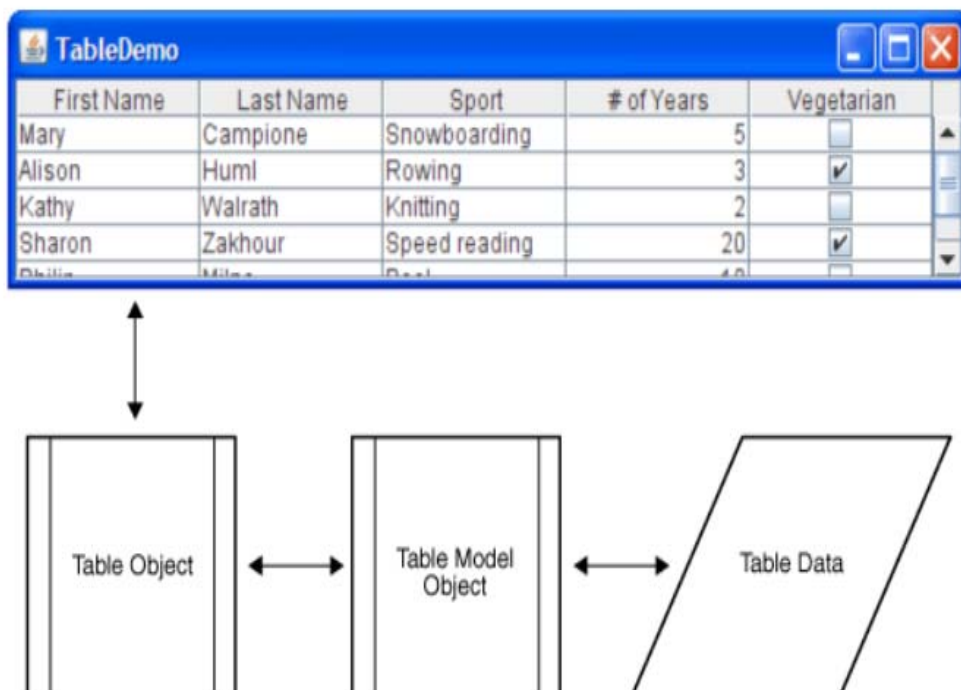 TableDemo
First Name Last Name Sport # of Years Vegetarian
Mary Campione Snowboarding 5
Alison Huml Rowing 3
Kathy Walrath Knitting 2
Sharon Zakhour Speed reading 20
Table Object
Table Model
Object
Table Data